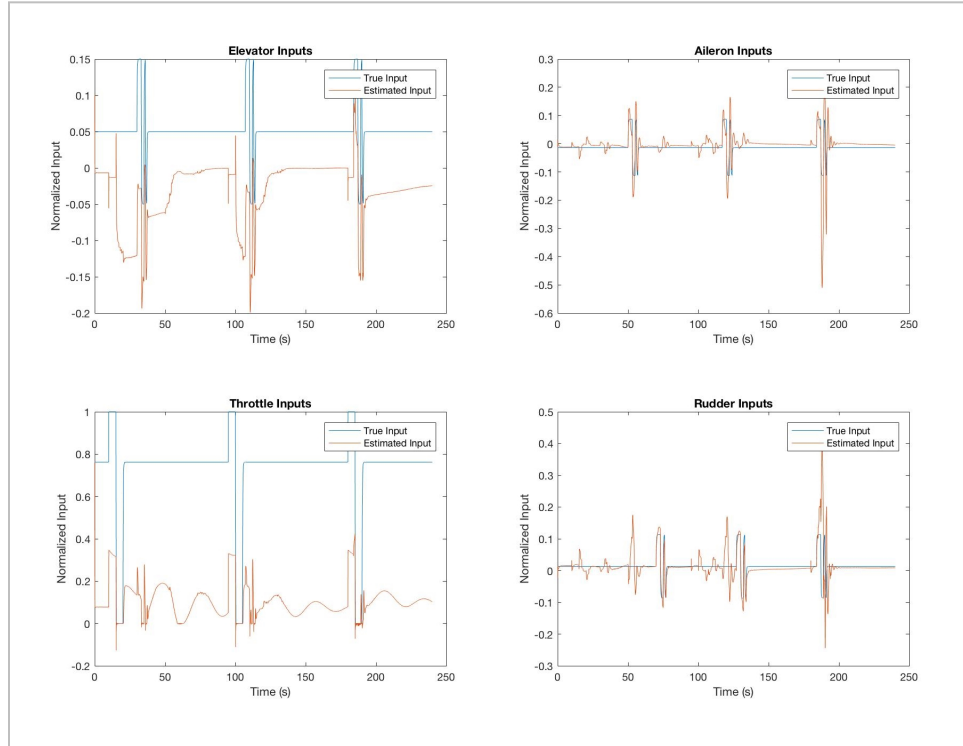 Elevator Inputs
True Input
Estimated Input
Normalized Input
0.15
0.1
0.05
0
-0.05
-0.1
-0.15
-0.2
0 50 100 150 200 250
Time (s)
Aileron Inputs
True Input
Estimated Input
Normalized Input
0.3
0.2
0.1
0
-0.1
-0.2
-0.3
-0.4
-0.5
-0.6
0 50 100 150 200 250
Time (s)
Throttle Inputs
True Input
Estimated Input
Normalized Input
1
0.8
0.6
0.4
0.2
0
-0.2
0 50 100 150 200 250
Time (s)
Rudder Inputs
True Input
Estimated Input
Normalized Input
0.5
0.4
0.3
0.2
0.1
0
-0.1
-0.2
-0.3
0 50 100 150 200 250
Time (s)